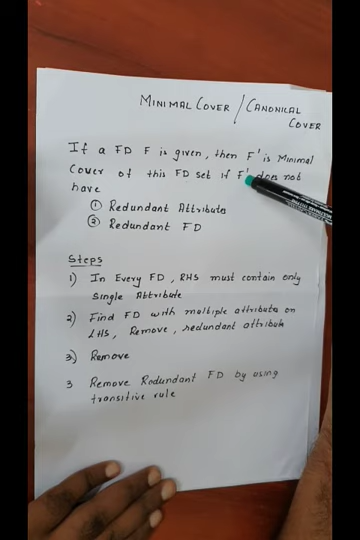 MINIMAL COVER / CANONICAL
COVER
If a FD F is given, then F' is Minimal
Cover of this FD set if F' does not
have
① Redundant Attributes
② Redundant FD
Steps
1) In Every FD, RHS must contain only
Single Attribute
2) Find FD with multiple attributes on
LHS, Remove, redundant attribute
3.) Remove
3 Remove Redundant FD by using
transitive rule